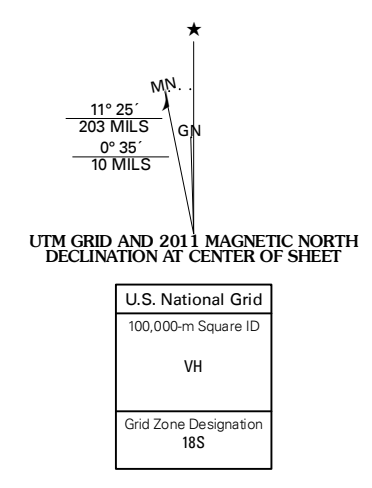 ★
MN
11° 25´
203 MILS
GN
0° 35´
10 MILS
UTM GRID AND 2011 MAGNETIC NORTH
DECLINATION AT CENTER OF SHEET
U.S. National Grid
100,000-m Square ID
VH
Grid Zone Designation
18S